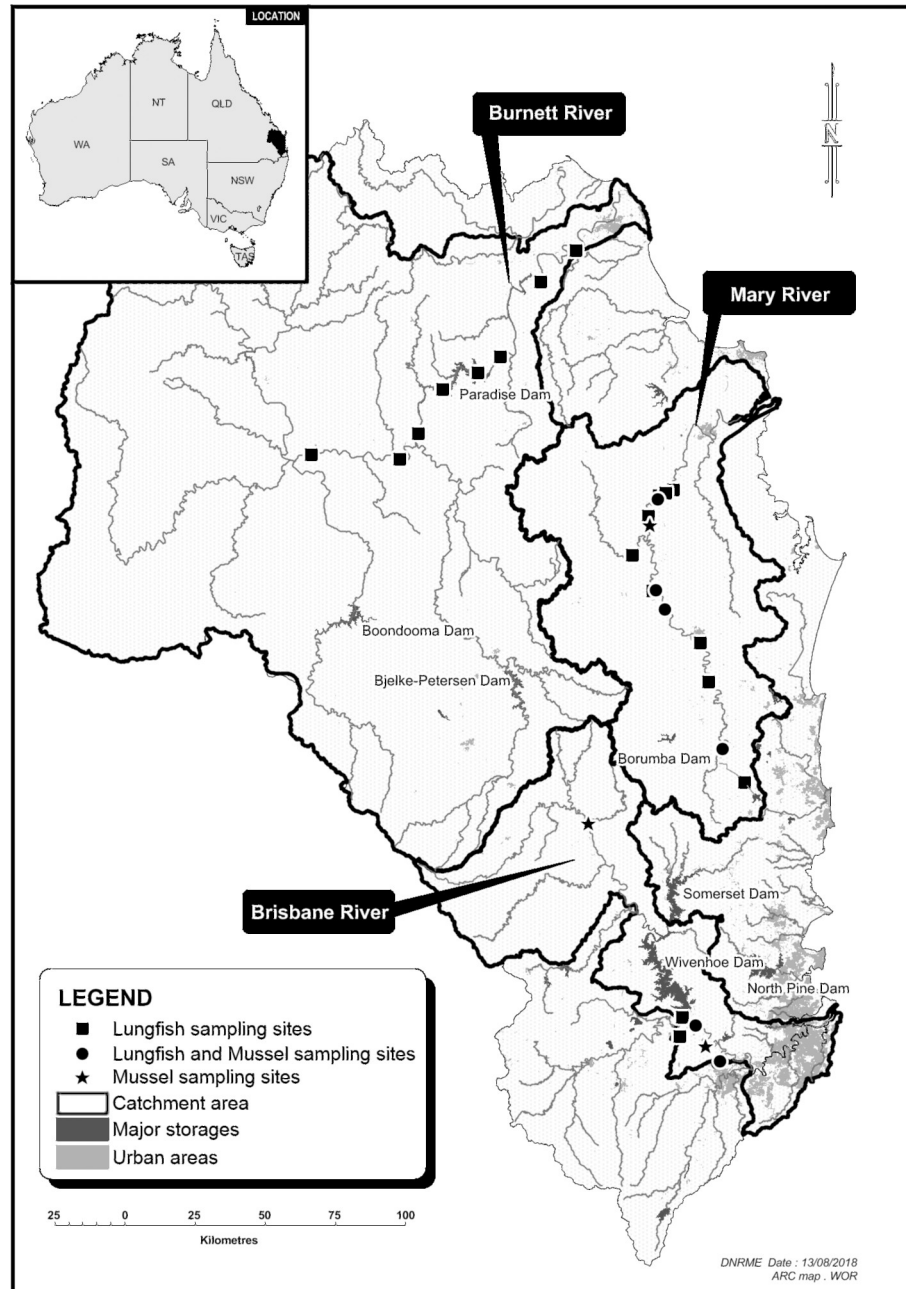 LOCATION
NT
QLD
WA
SA
NSW
VIC
TAS
N
Burnett River
Mary River
Paradise Dam
Boondooma Dam
Bjelke-Petersen Dam
Borumba Dam
Brisbane River
Somerset Dam
Wivenhoe Dam
North Pine Dam
LEGEND
Lungfish sampling sites
Lungfish and Mussel sampling sites
Mussel sampling sites
Catchment area
Major storages
Urban areas
25 0 25 50 75 100
Kilometres
DNRME Date : 13/08/2018
ARC map . WOR